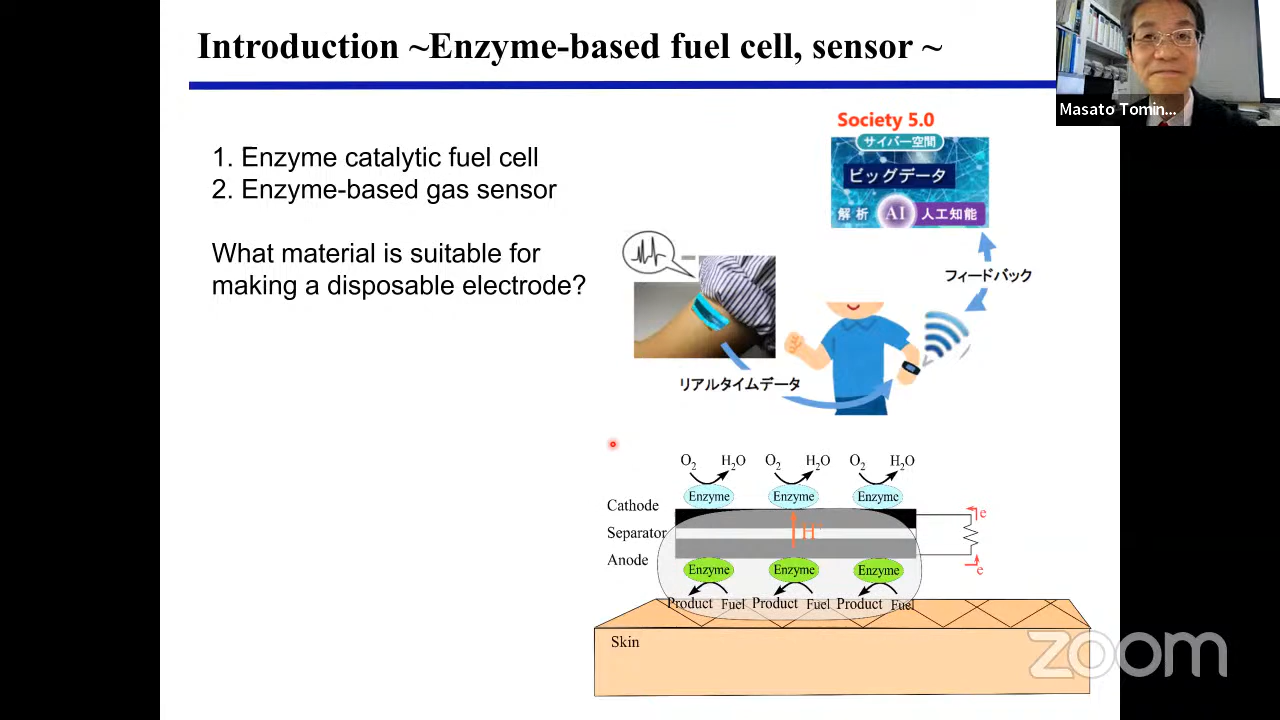 Introduction ~Enzyme-based fuel cell, sensor ~
Masato Tomin...
1. Enzyme catalytic fuel cell
2. Enzyme-based gas sensor
What material is suitable for
making a disposable electrode?
Society 5.0
サイバー空間
ビッグデータ
解析 AI 人工知能
フィードバック
リアルタイムデータ
O₂ H₂O O₂ H₂O O₂ H₂O
Enzyme Enzyme Enzyme
Cathode
e
Separator
H⁺
Anode
e
Enzyme Enzyme Enzyme
Product Fuel Product Fuel Product Fuel
Skin
zoom